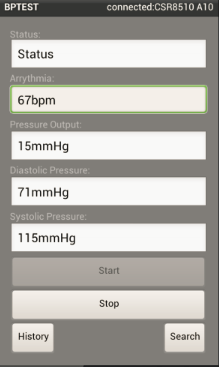 BPTEST connected:CSR8510 A10
Status:
Status
Arrythmia:
67bpm
Pressure Output:
15mmHg
Diastolic Pressure:
71mmHg
Systolic Pressure:
115mmHg
Start
Stop
History Search